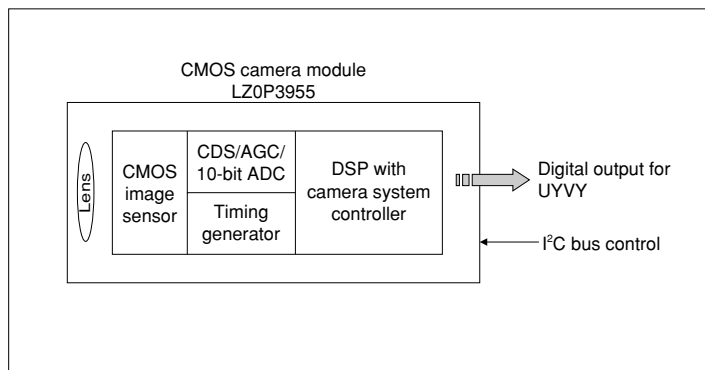 CMOS camera module
LZ0P3955
Lens
CMOS
image
sensor
CDS/AGC/
10-bit ADC
Timing
generator
DSP with
camera system
controller
Digital output for
UYVY
I²C bus control